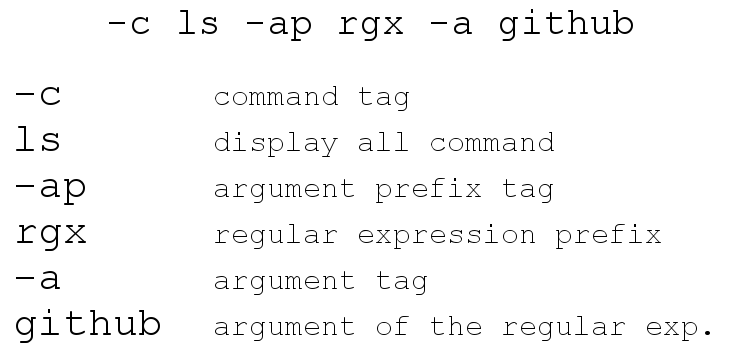 -c ls -ap rgx -a github
-c command tag
ls display all command
-ap argument prefix tag
rgx regular expression prefix
-a argument tag
github argument of the regular exp.